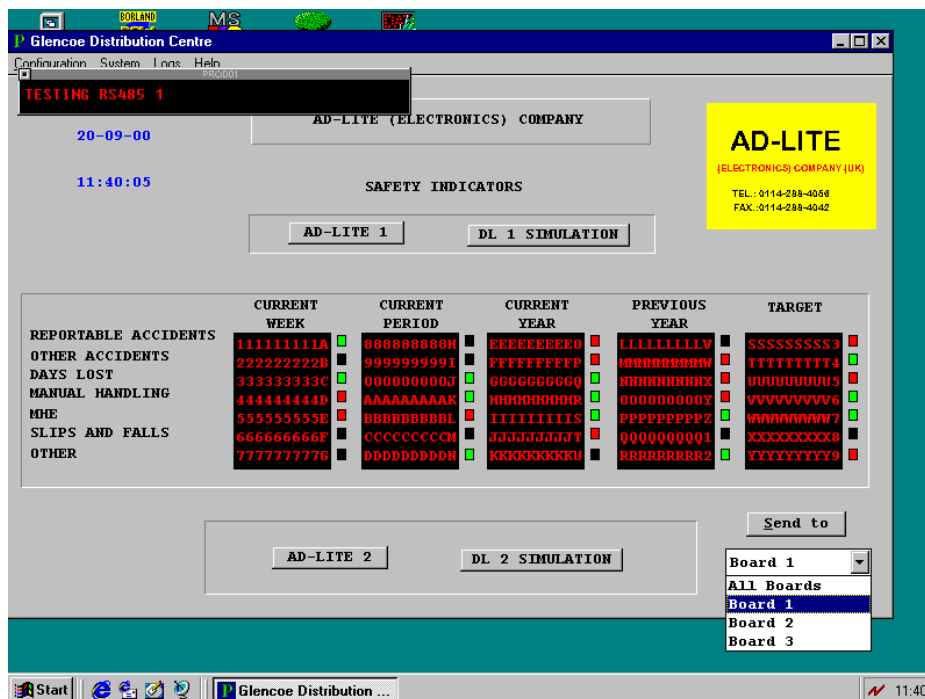 BORLAND MS DAT
P Glencoe Distribution Centre
Configuration System Logs Help
PROD01
TESTING RS485 1
AD-LITE (ELECTRONICS) COMPANY
20-09-00
11:40:05
SAFETY INDICATORS
AD-LITE
(ELECTRONICS) COMPANY (UK)
TEL.: 0114-288-4056
FAX.:0114-288-4042
AD-LITE 1 DL 1 SIMULATION
CURRENT WEEK CURRENT PERIOD CURRENT YEAR PREVIOUS YEAR TARGET
REPORTABLE ACCIDENTS 111111111A 888888888H EEEEEEEEEO LLLLLLLLLV SSSSSSSSS3
OTHER ACCIDENTS 222222222B 999999999I FFFFFFFFFP MMMMMMMMMW TTTTTTTTT4
DAYS LOST 333333333C 000000000J GGGGGGGGGQ NNNNNNNNNX UUUUUUUUU5
MANUAL HANDLING 444444444D AAAAAAAAAK HHHHHHHHHR OOOOOOOOOY VVVVVVVVV6
MHE 555555555E BBBBBBBBBL IIIIIIIIIS PPPPPPPPPZ WWWWWWWWW7
SLIPS AND FALLS 666666666F CCCCCCCCCM JJJJJJJJJT QQQQQQQQQ1 XXXXXXXXX8
OTHER 777777777G DDDDDDDDDN KKKKKKKKKU RRRRRRRRR2 YYYYYYYYY9
Send to
AD-LITE 2 DL 2 SIMULATION
Board 1
All Boards
Board 1
Board 2
Board 3
Start P Glencoe Distribution ... 11:40